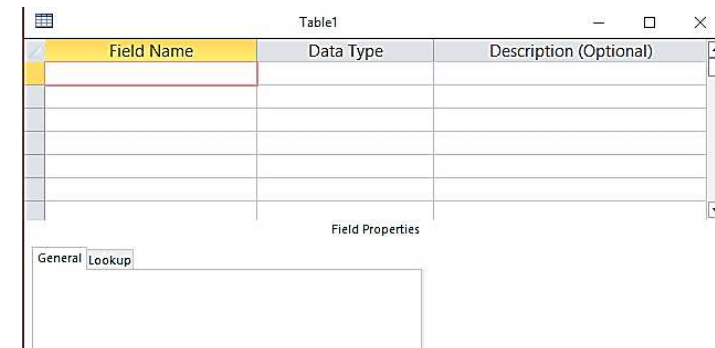 Table1
Field Name Data Type Description (Optional)
Field Properties
General Lookup